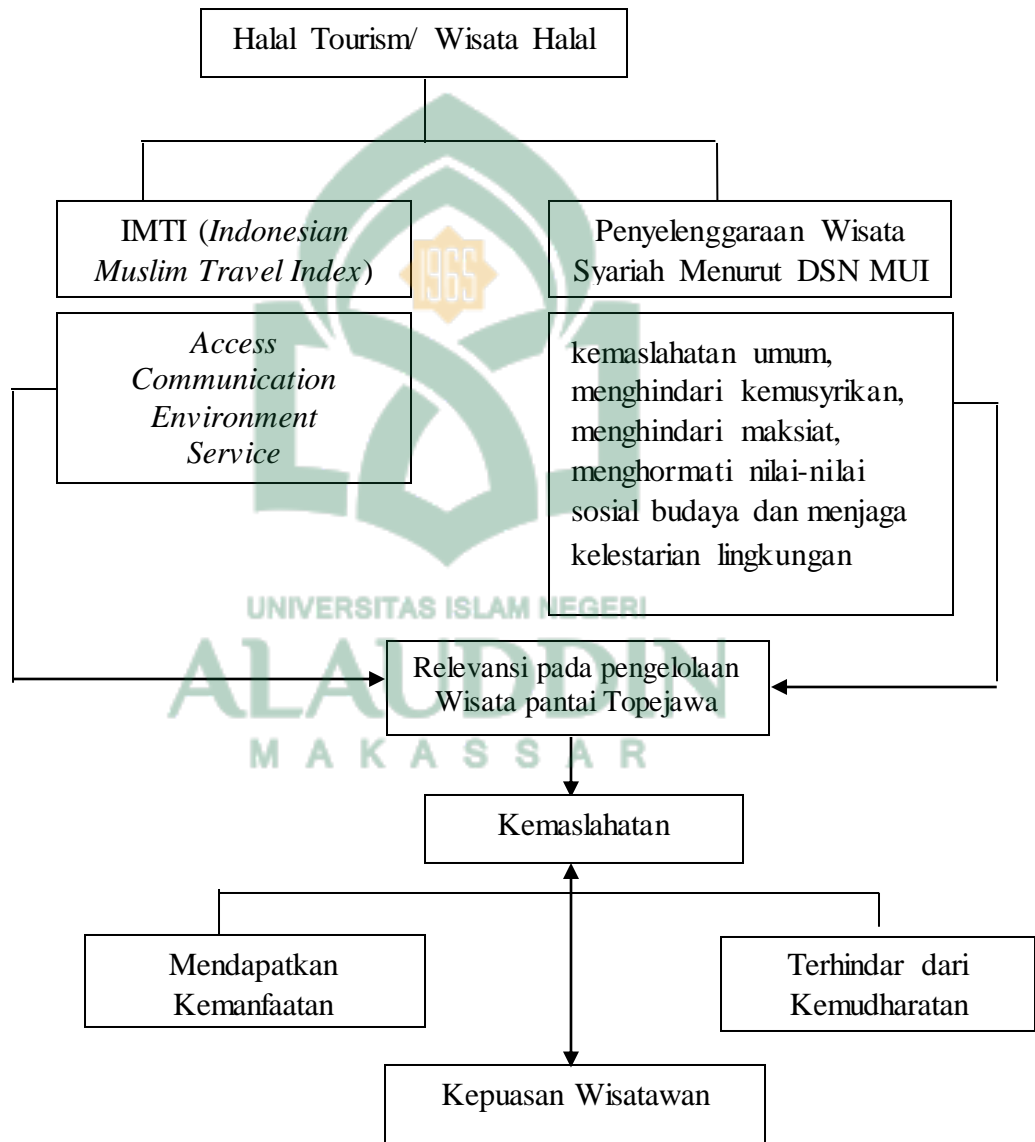 Halal Tourism/ Wisata Halal
IMTI (Indonesian
Muslim Travel Index)
Penyelenggaraan Wisata
Syariah Menurut DSN MUI
1965
Access
Communication
Environment
Service
kemaslahatan umum,
menghindari kemusyrikan,
menghindari maksiat,
menghormati nilai-nilai
sosial budaya dan menjaga
kelestarian lingkungan
UNIVERSITAS ISLAM NEGERI
ALAUDDIN
MAKASSAR
Relevansi pada pengelolaan
Wisata pantai Topejawa
Kemaslahatan
Mendapatkan
Kemanfaatan
Terhindar dari
Kemudharatan
Kepuasan Wisatawan